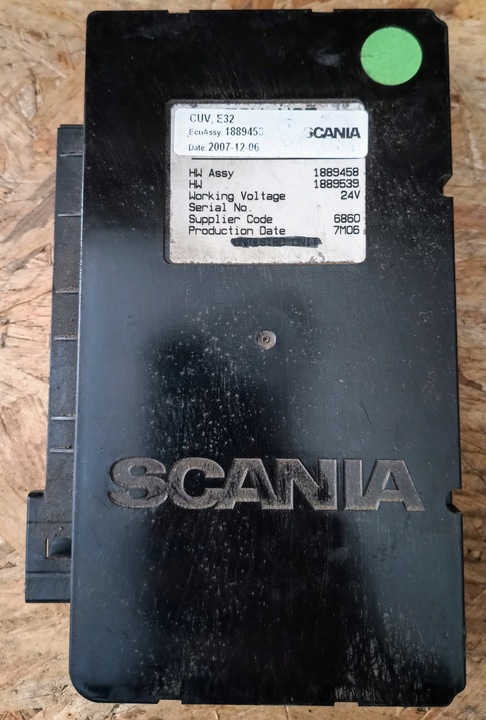 CUV, E32
EcuAssy: 188945
SCANIA
Date: 2007-12-06
HW Assy 1889458
HW 1889539
Working Voltage 24V
Serial No.
Supplier Code 6860
Production Date 7M06
SCANIA